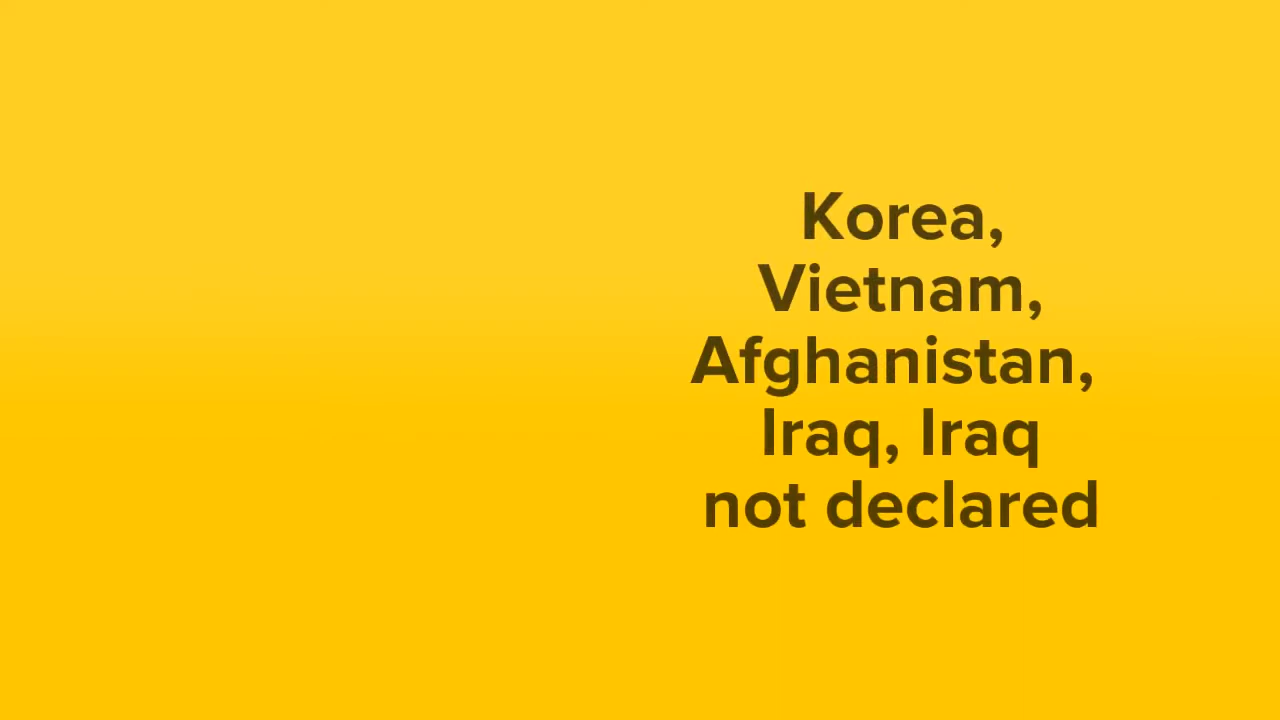 Korea,
Vietnam,
Afghanistan,
Iraq, Iraq
not declared